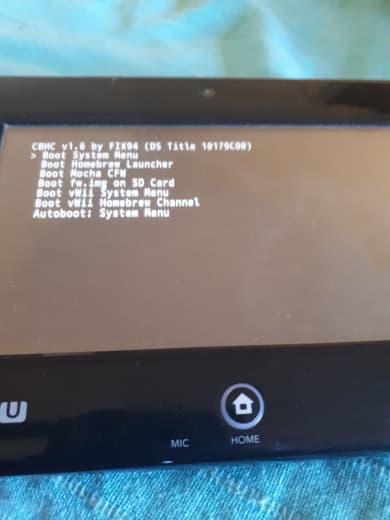 CBHC v1.6 by FIX94 (DS Title 10179C00)
> Boot System Menu
Boot Homebrew Launcher
Boot Mocha CFW
Boot fw.img on SD Card
Boot vWii System Menu
Boot vWii Homebrew Channel
Autoboot: System Menu
U
MIC
HOME